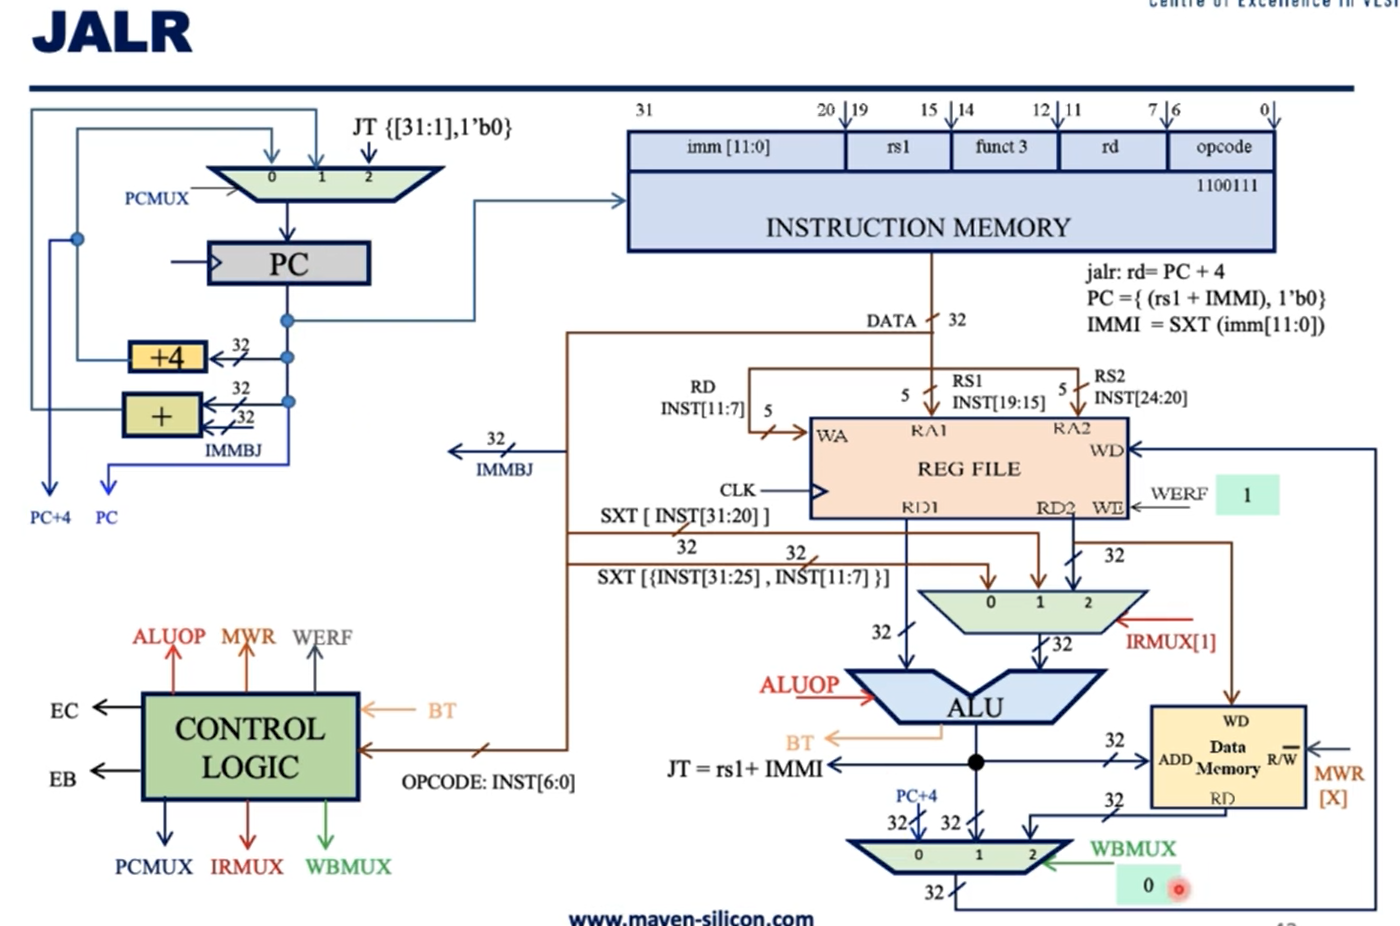 Centre of Excellence in VLSI
JALR
JT {[31:1],1’b0}
0 1 2
PCMUX
PC
+4
32
+
32
32
IMMBJ
PC+4 PC
31 20 19 15 14 12 11 7 6 0
imm [11:0] rs1 funct 3 rd opcode
1100111
INSTRUCTION MEMORY
jalr: rd= PC + 4
PC ={ (rs1 + IMMI), 1’b0}
IMMI = SXT (imm[11:0])
DATA 32
RD
INST[11:7]
5
5
RS1
INST[19:15]
5
RS2
INST[24:20]
WA RA1 RA2
WD
REG FILE
CLK
RD1 RD2 WE
WERF 1
32
IMMBJ
SXT [ INST[31:20] ]
32
32
SXT [{INST[31:25] , INST[11:7] }]
32
0 1 2
IRMUX[1]
32
32
ALUOP
ALU
BT
JT = rs1+ IMMI
32
WD
ADD Data Memory R/W̅
RD
MWR
[X]
PC+4
32
32
32
0 1 2
WBMUX
0
32
ALUOP MWR WERF
EC
EB
CONTROL
LOGIC
BT
OPCODE: INST[6:0]
PCMUX IRMUX WBMUX
www.maven-silicon.com